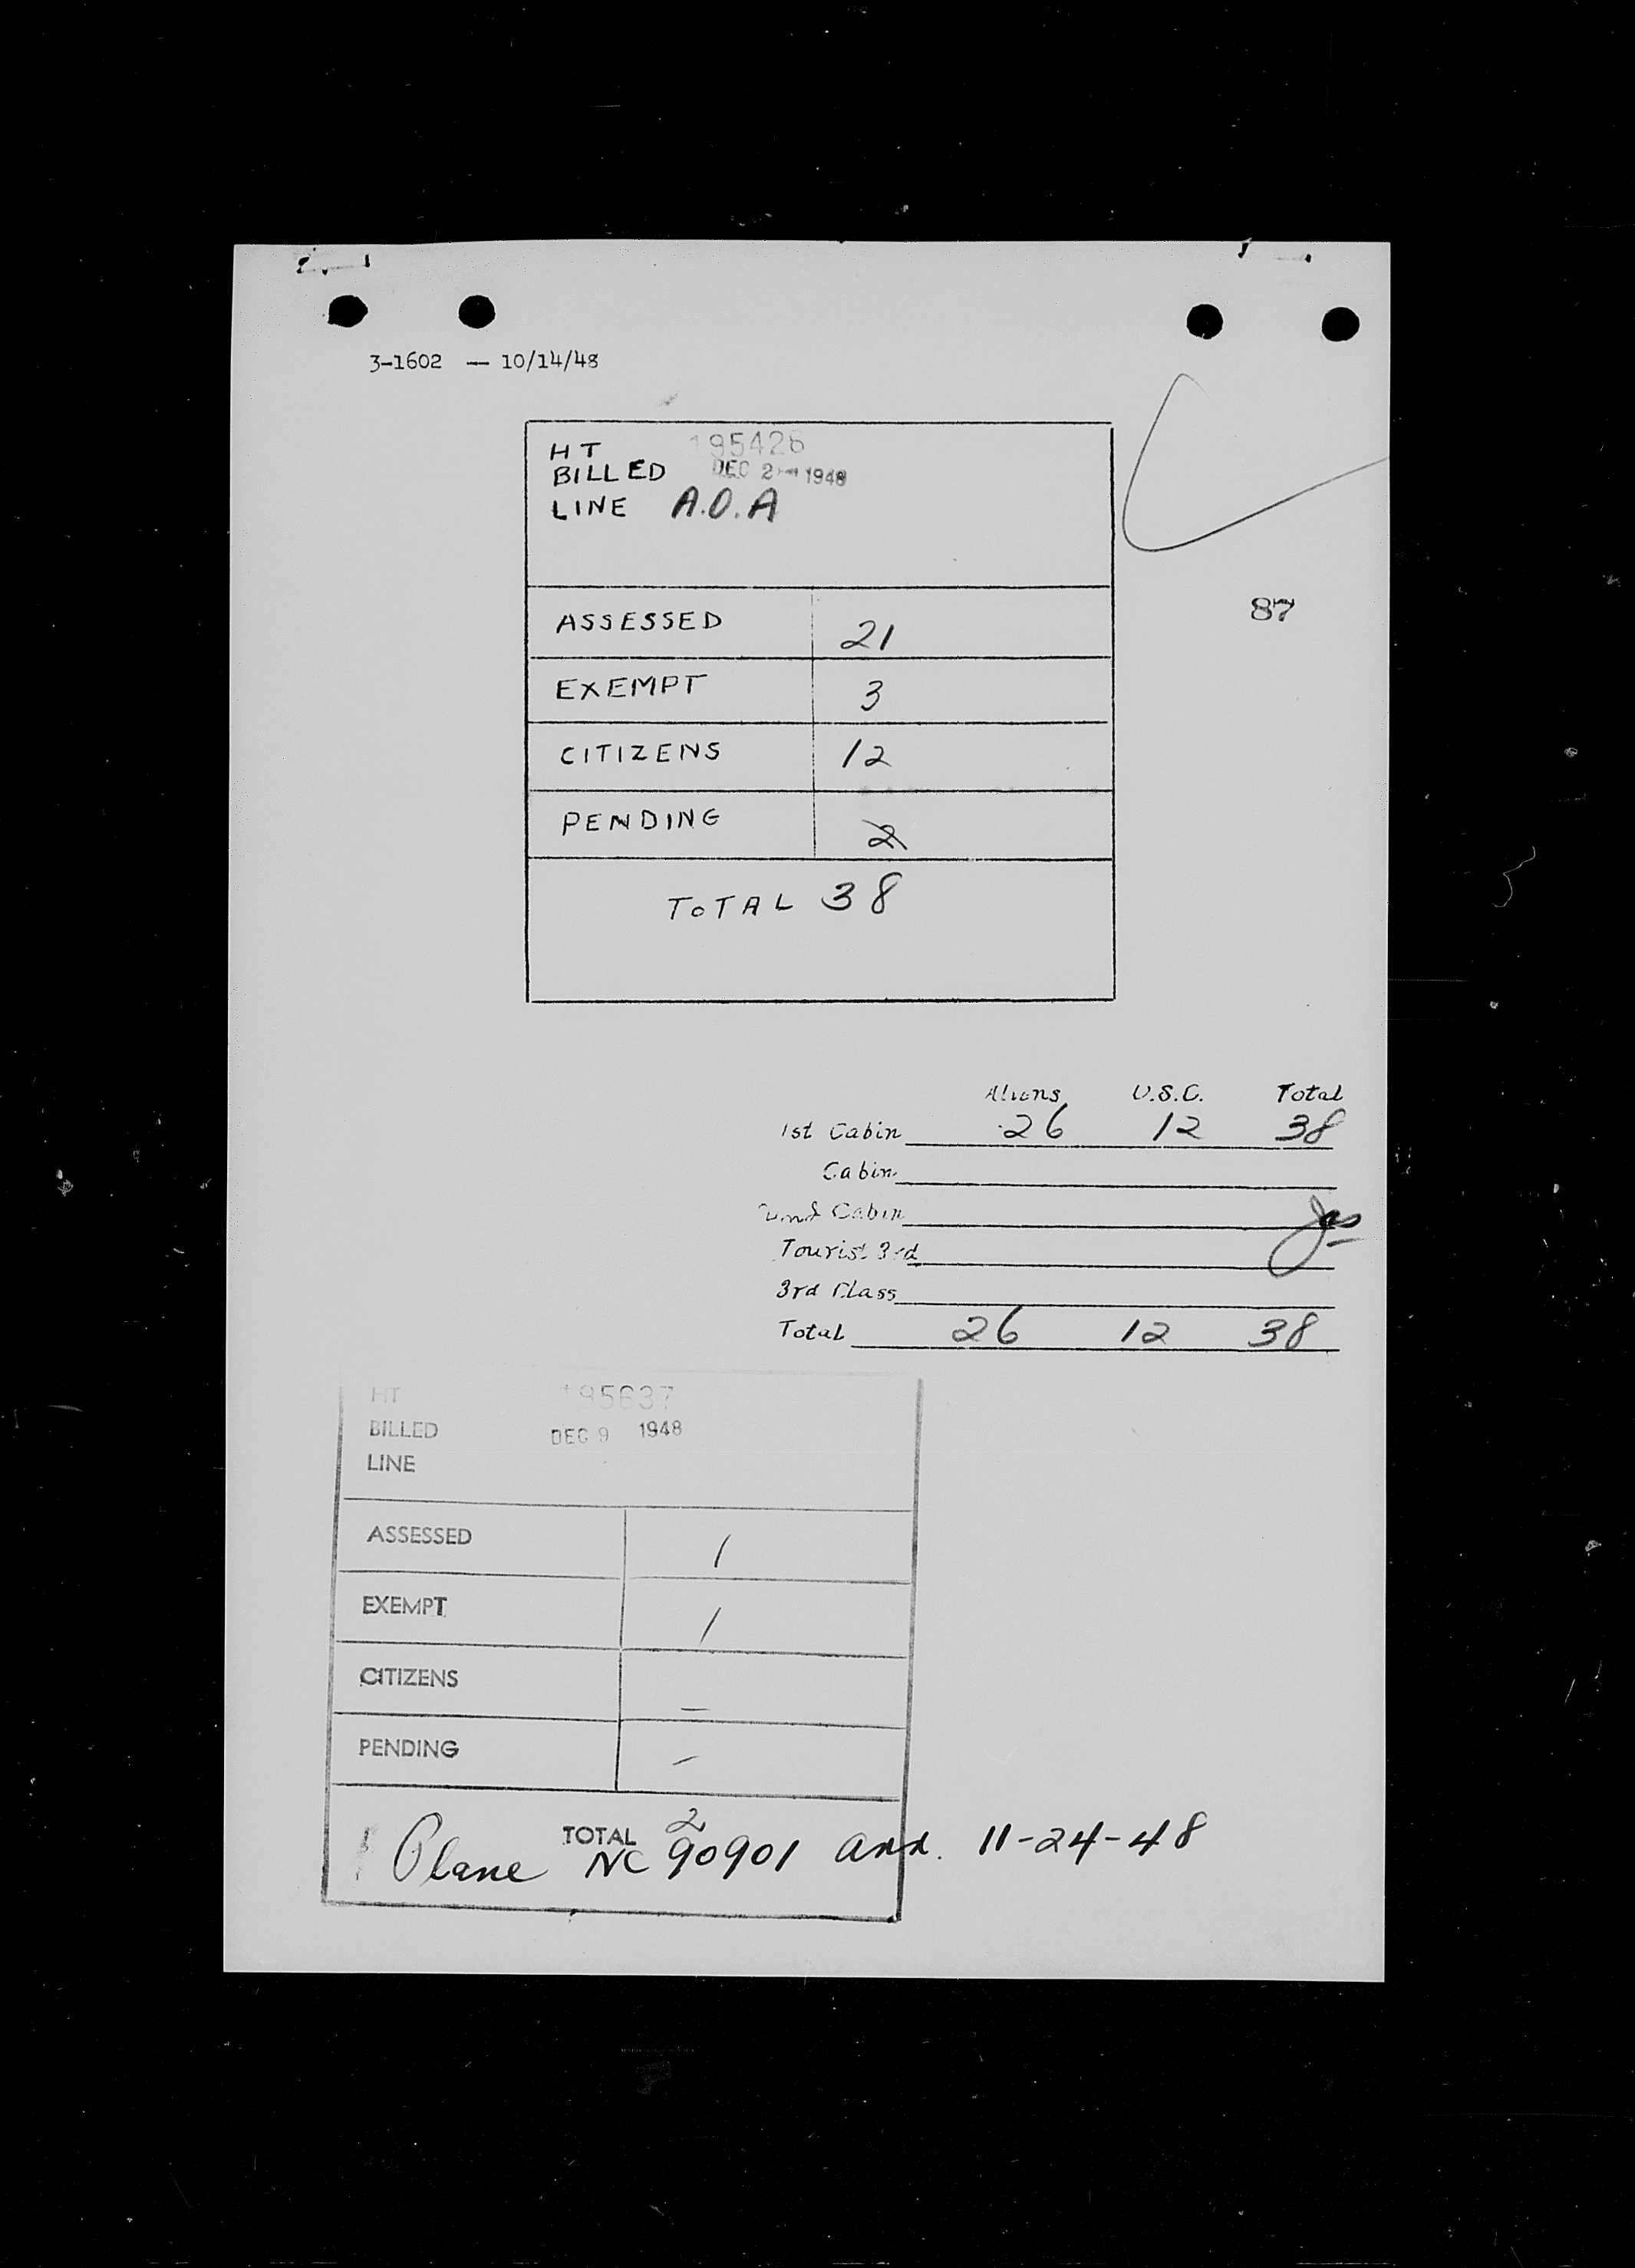 3-1602 — 10/14/48
HT 195426
BILLED DEC 2 - 1948
LINE A.O.A
87
ASSESSED 21
EXEMPT 3
CITIZENS 12
PENDING 2
TOTAL 38
Aliens U.S.C. Total
1st Cabin 26 12 38
Cabin
2nd Cabin
Tourist 3rd
3rd Class
Total 26 12 38
HT 195637
BILLED DEC 9 1948
LINE
ASSESSED 1
EXEMPT 1
CITIZENS —
PENDING -
TOTAL 2
Plane NC 90901 arr. 11-24-48